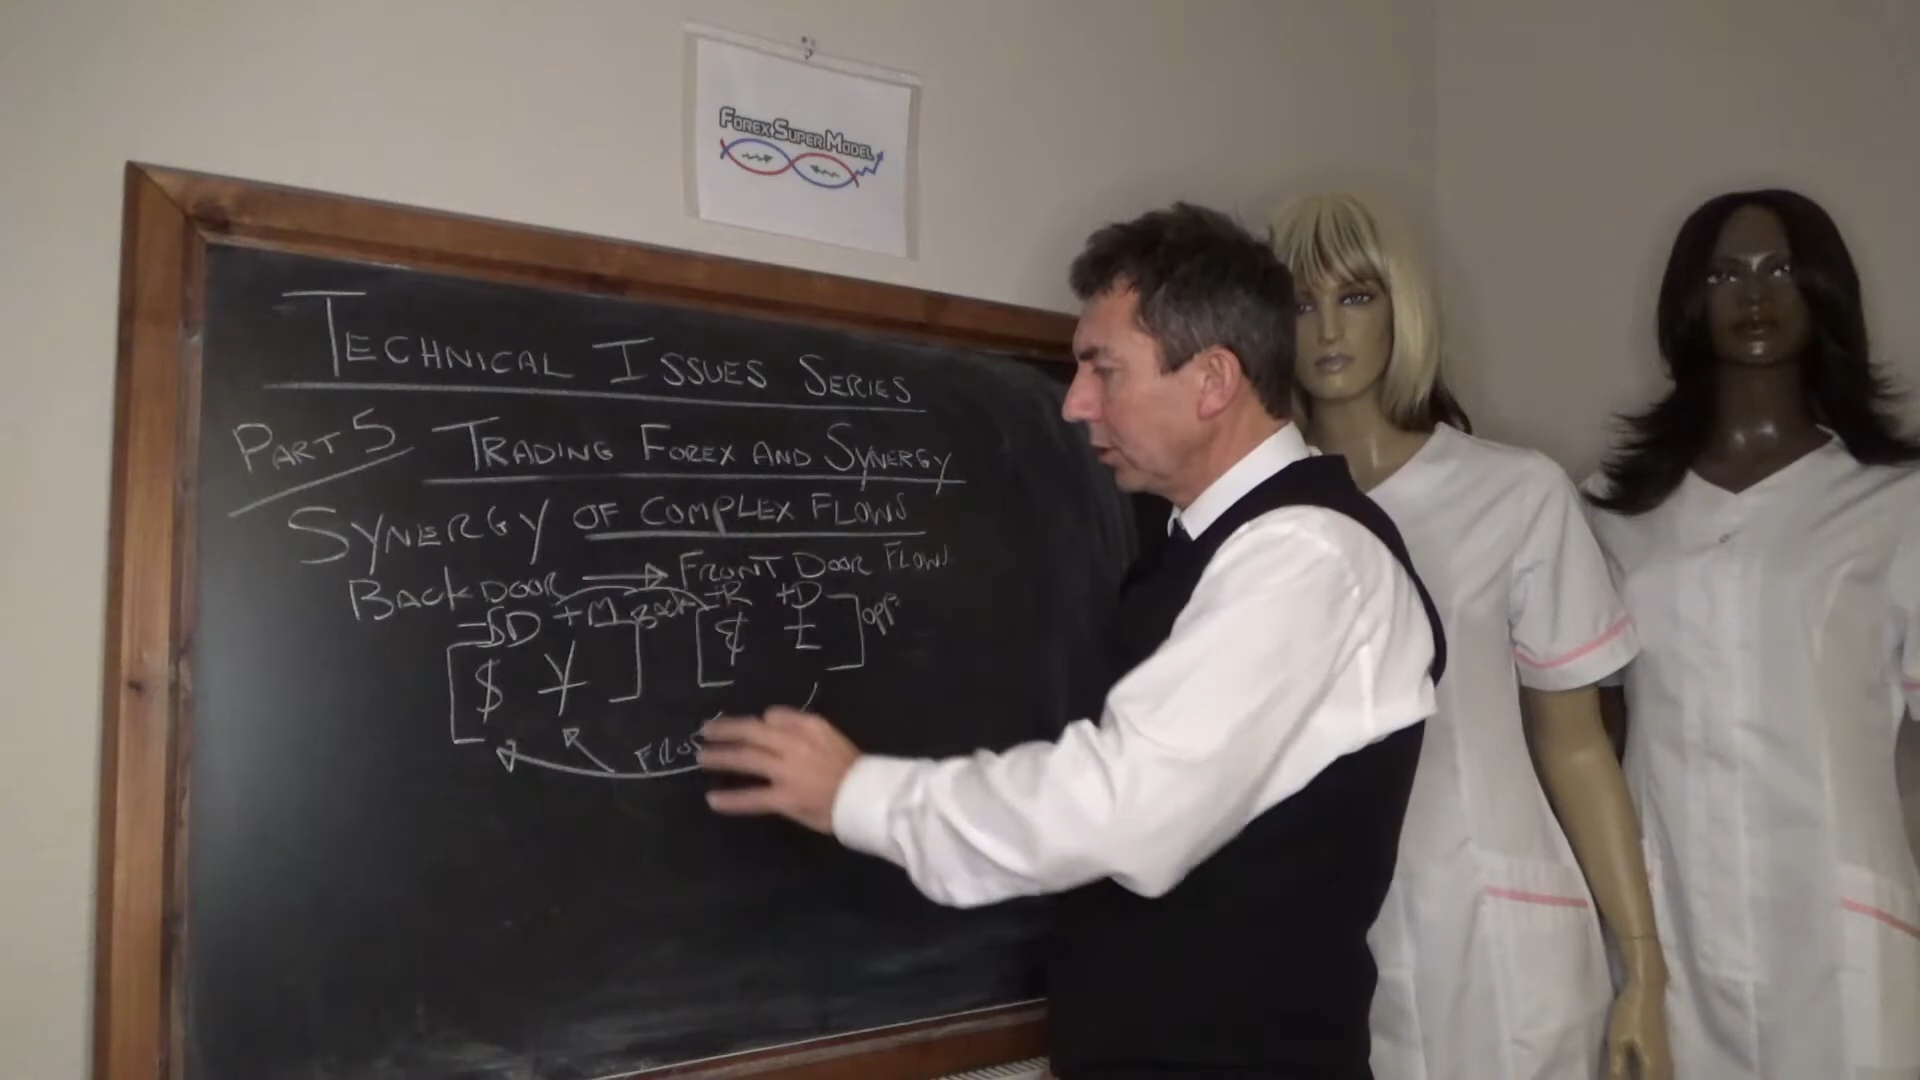 FOREX SUPER MODEL
TECHNICAL ISSUES SERIES
PART 5 TRADING FOREX AND SYNERGY
SYNERGY OF COMPLEX FLOWS
BACK DOOR → FRONT DOOR FLOWS
+M BACK +R +D
[$ ¥] [ £] opp